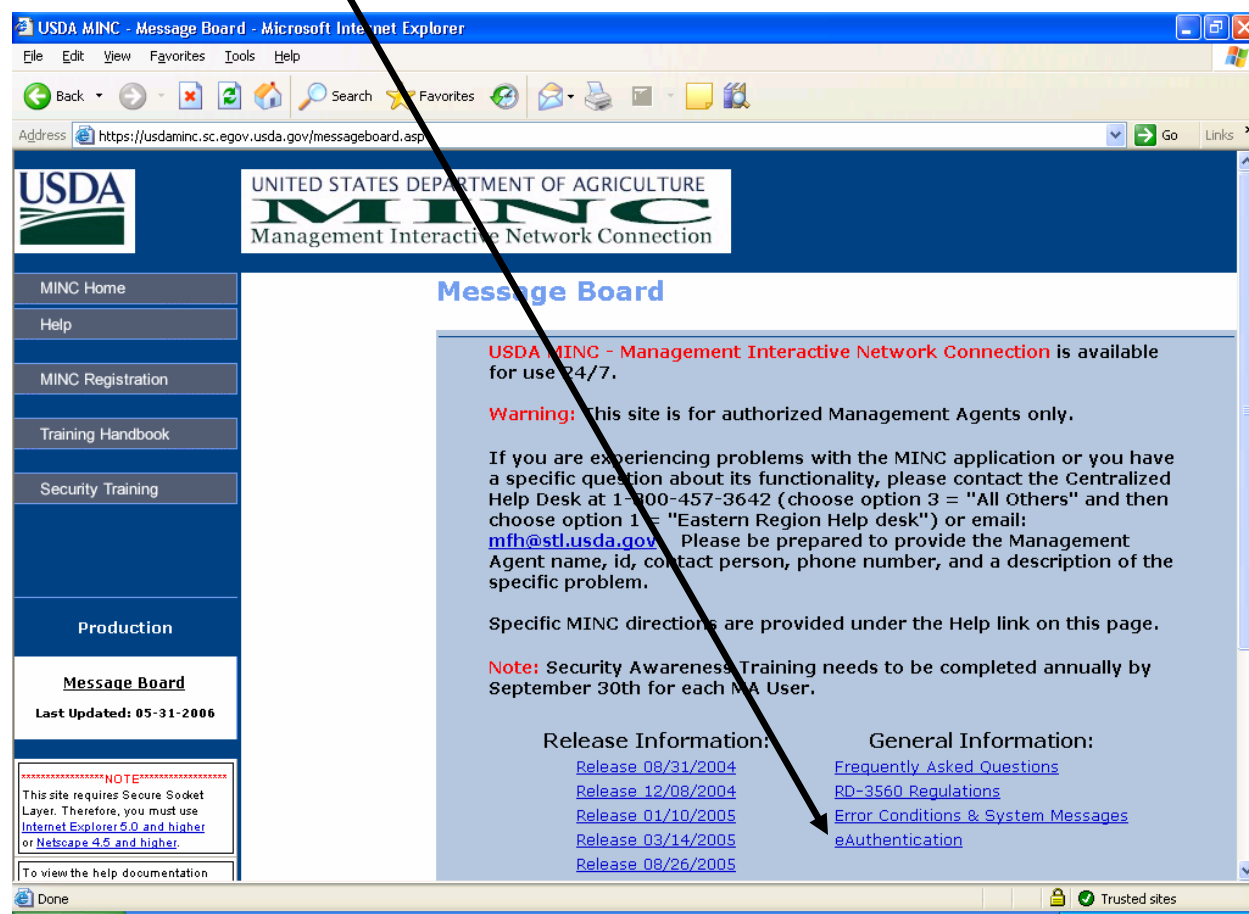 USDA MINC - Message Board - Microsoft Internet Explorer
File Edit View Favorites Tools Help
Back Search Favorites
Address https://usdaminc.sc.egov.usda.gov/messageboard.asp Go Links
USDA
UNITED STATES DEPARTMENT OF AGRICULTURE
MINC
Management Interactive Network Connection
MINC Home
Help
MINC Registration
Training Handbook
Security Training
Production
Message Board
Last Updated: 05-31-2006
*****************NOTE******************
This site requires Secure Socket
Layer. Therefore, you must use
Internet Explorer 5.0 and higher
or Netscape 4.5 and higher.
To view the help documentation
Message Board
USDA MINC - Management Interactive Network Connection is available
for use 24/7.
Warning: This site is for authorized Management Agents only.
If you are experiencing problems with the MINC application or you have
a specific question about its functionality, please contact the Centralized
Help Desk at 1-800-457-3642 (choose option 3 = "All Others" and then
choose option 1 = "Eastern Region Help desk") or email:
mfh@stl.usda.gov Please be prepared to provide the Management
Agent name, id, contact person, phone number, and a description of the
specific problem.
Specific MINC directions are provided under the Help link on this page.
Note: Security Awareness Training needs to be completed annually by
September 30th for each MA User.
Release Information:
Release 08/31/2004
Release 12/08/2004
Release 01/10/2005
Release 03/14/2005
Release 08/26/2005
General Information:
Frequently Asked Questions
RD-3560 Regulations
Error Conditions & System Messages
eAuthentication
Done Trusted sites